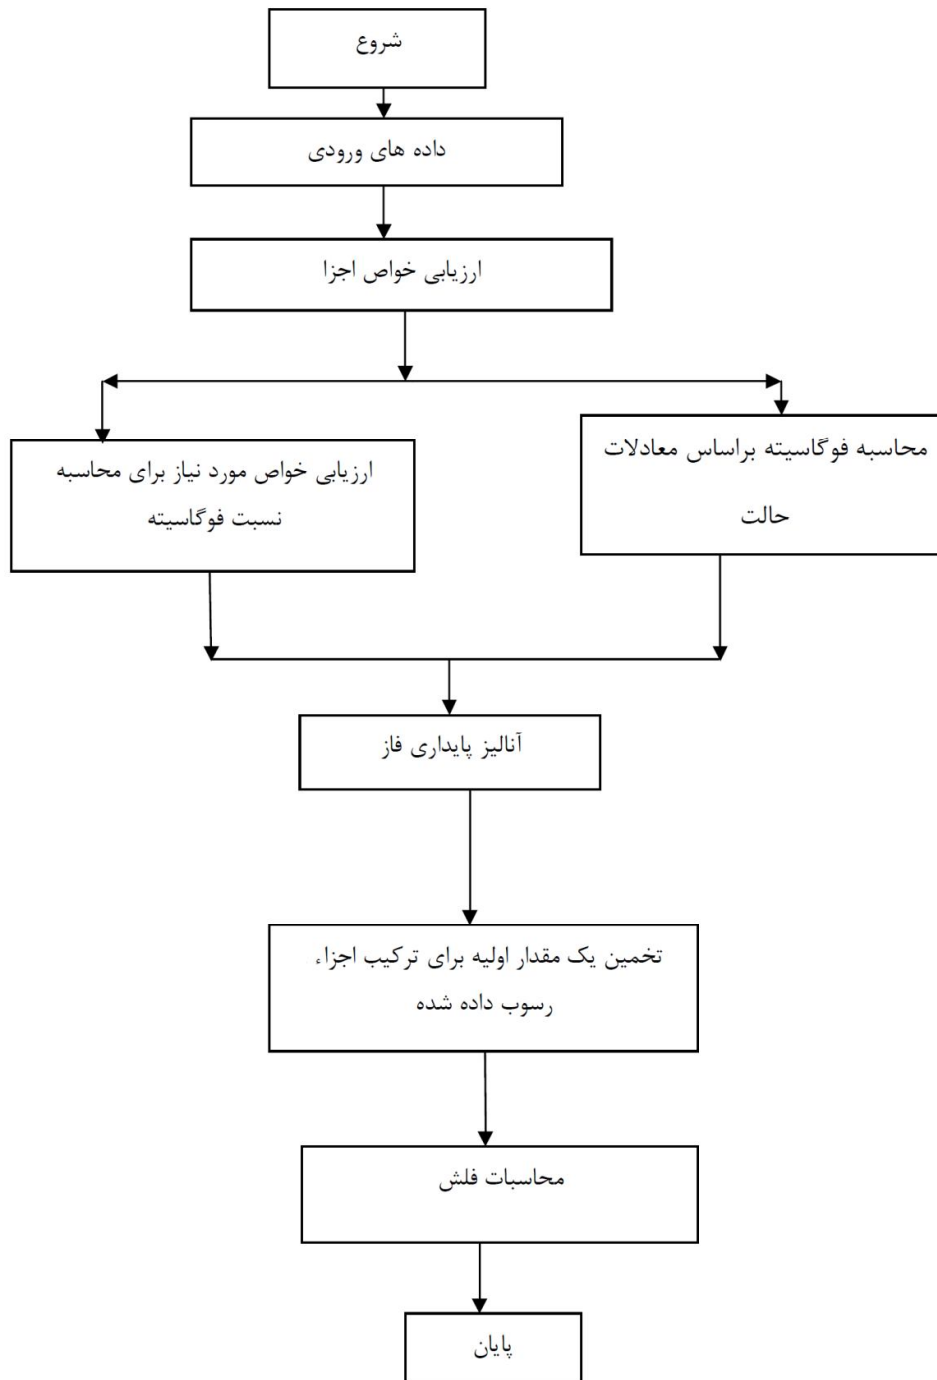 شروع
داده های ورودی
ارزیابی خواص اجزا
محاسبه فوگاسیته براساس معادلات
حالت
ارزیابی خواص مورد نیاز برای محاسبه
نسبت فوگاسیته
آنالیز پایداری فاز
تخمین یک مقدار اولیه برای ترکیب اجزاء
رسوب داده شده
محاسبات فلش
پایان